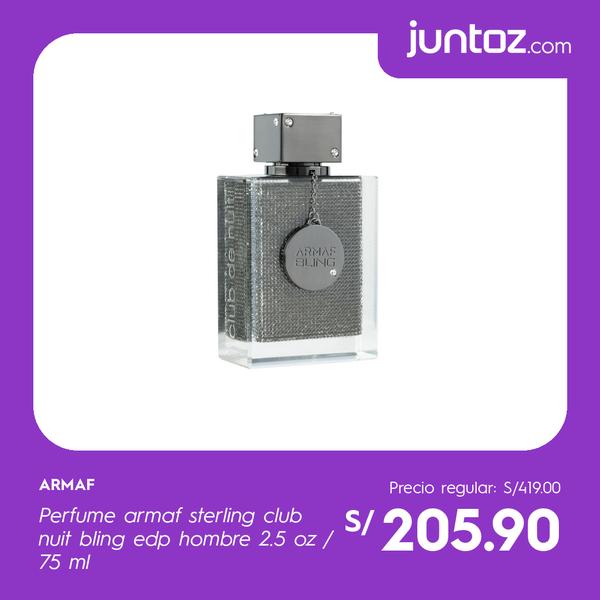 juntoz.com
club de nuit
ARMAF
BLING
ARMAF
Perfume armaf sterling club
nuit bling edp hombre 2.5 oz /
75 ml
Precio regular: S/419.00
S/ 205.90